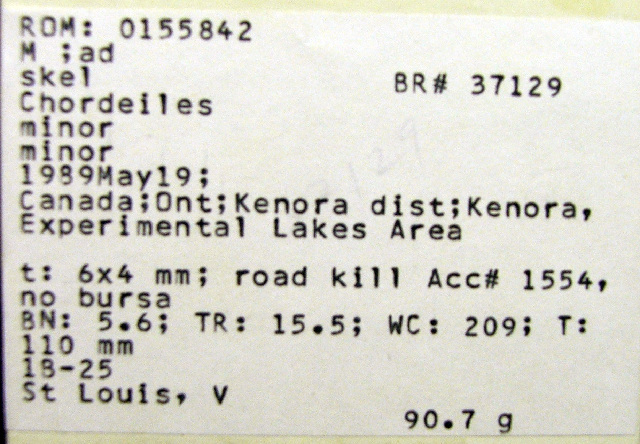 ROM: 0155842
M ;ad
skel
BR# 37129
Chordeiles
minor
minor
1989May19;
Canada;Ont;Kenora dist;Kenora,
Experimental Lakes Area
t: 6x4 mm; road kill Acc# 1554,
no bursa
BN: 5.6; TR: 15.5; WC: 209; T:
110 mm
18-25
St Louis, V
90.7 g